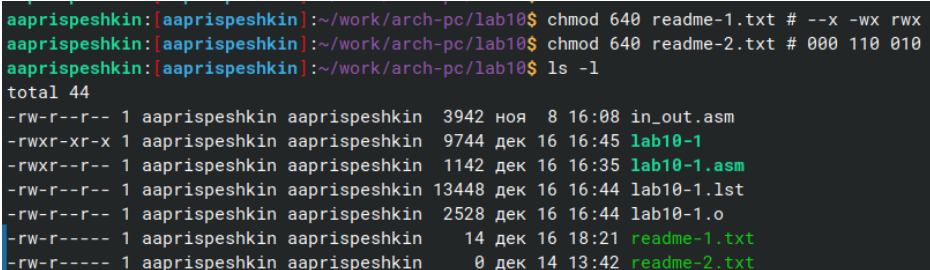 aaprispeshkin:[aaprispeshkin]:~/work/arch-pc/lab10$ chmod 640 readme-1.txt # --x -wx rwx
aaprispeshkin:[aaprispeshkin]:~/work/arch-pc/lab10$ chmod 640 readme-2.txt # 000 110 010
aaprispeshkin:[aaprispeshkin]:~/work/arch-pc/lab10$ ls -l
total 44
-rw-r--r-- 1 aaprispeshkin aaprispeshkin  3942 ноя  8 16:08 in_out.asm
-rwxr-xr-x 1 aaprispeshkin aaprispeshkin  9744 дек 16 16:45 lab10-1
-rwxr--r-- 1 aaprispeshkin aaprispeshkin  1142 дек 16 16:35 lab10-1.asm
-rw-r--r-- 1 aaprispeshkin aaprispeshkin 13448 дек 16 16:44 lab10-1.lst
-rw-r--r-- 1 aaprispeshkin aaprispeshkin  2528 дек 16 16:44 lab10-1.o
-rw-r----- 1 aaprispeshkin aaprispeshkin    14 дек 16 18:21 readme-1.txt
-rw-r----- 1 aaprispeshkin aaprispeshkin     0 дек 14 13:42 readme-2.txt